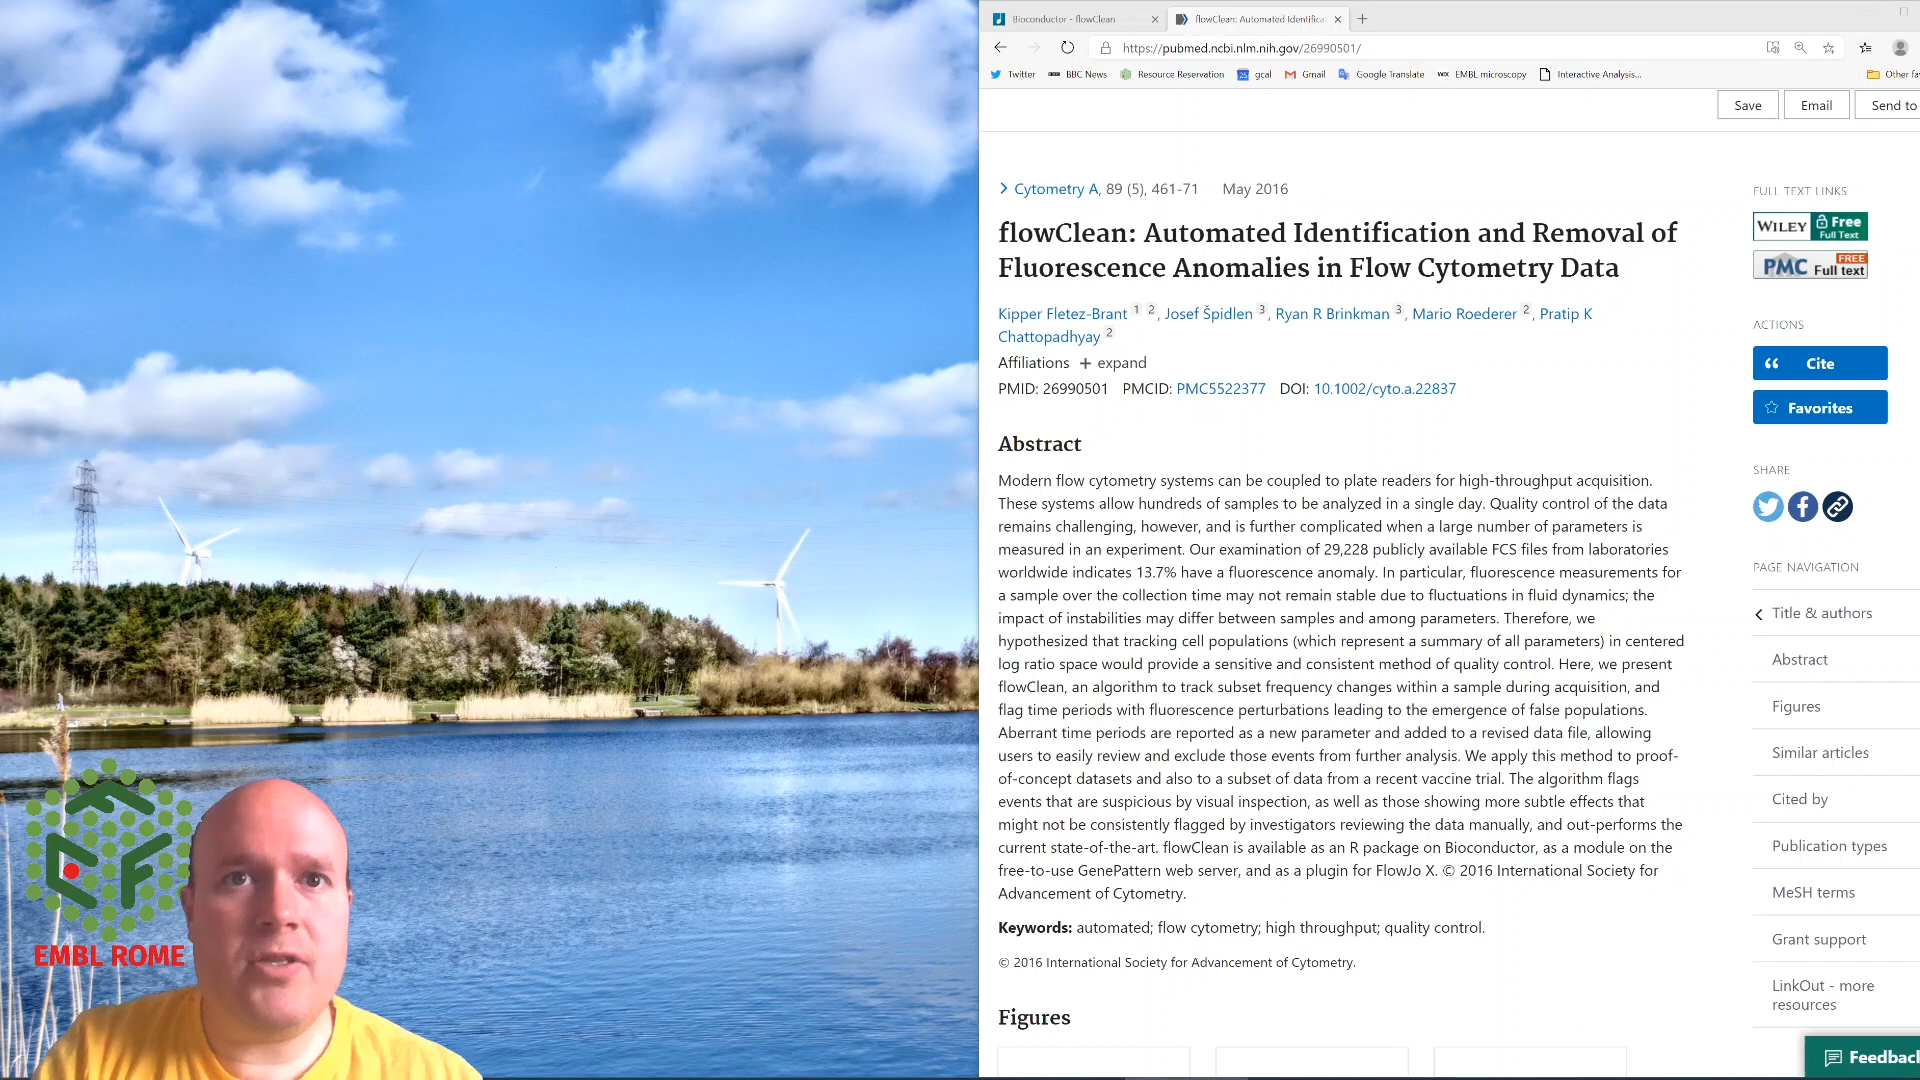 Bioconductor - flowClean
flowClean: Automated Identifica
https://pubmed.ncbi.nlm.nih.gov/26990501/
Twitter BBC News Resource Reservation gcal Gmail Google Translate EMBL microscopy Interactive Analysis... Other fa
Save Email Send to
Cytometry A, 89 (5), 461-71 May 2016
flowClean: Automated Identification and Removal of
Fluorescence Anomalies in Flow Cytometry Data
Kipper Fletez-Brant 1 2, Josef Špidlen 3, Ryan R Brinkman 3, Mario Roederer 2, Pratip K
Chattopadhyay 2
Affiliations + expand
PMID: 26990501 PMCID: PMC5522377 DOI: 10.1002/cyto.a.22837
Abstract
Modern flow cytometry systems can be coupled to plate readers for high-throughput acquisition.
These systems allow hundreds of samples to be analyzed in a single day. Quality control of the data
remains challenging, however, and is further complicated when a large number of parameters is
measured in an experiment. Our examination of 29,228 publicly available FCS files from laboratories
worldwide indicates 13.7% have a fluorescence anomaly. In particular, fluorescence measurements for
a sample over the collection time may not remain stable due to fluctuations in fluid dynamics; the
impact of instabilities may differ between samples and among parameters. Therefore, we
hypothesized that tracking cell populations (which represent a summary of all parameters) in centered
log ratio space would provide a sensitive and consistent method of quality control. Here, we present
flowClean, an algorithm to track subset frequency changes within a sample during acquisition, and
flag time periods with fluorescence perturbations leading to the emergence of false populations.
Aberrant time periods are reported as a new parameter and added to a revised data file, allowing
users to easily review and exclude those events from further analysis. We apply this method to proof-
of-concept datasets and also to a subset of data from a recent vaccine trial. The algorithm flags
events that are suspicious by visual inspection, as well as those showing more subtle effects that
might not be consistently flagged by investigators reviewing the data manually, and out-performs the
current state-of-the-art. flowClean is available as an R package on Bioconductor, as a module on the
free-to-use GenePattern web server, and as a plugin for FlowJo X. © 2016 International Society for
Advancement of Cytometry.
Keywords: automated; flow cytometry; high throughput; quality control.
© 2016 International Society for Advancement of Cytometry.
Figures
FULL TEXT LINKS
WILEY Free
Full Text
PMC FREE
Full text
ACTIONS
Cite
Favorites
SHARE
PAGE NAVIGATION
Title & authors
Abstract
Figures
Similar articles
Cited by
Publication types
MeSH terms
Grant support
LinkOut - more
resources
Feedback
EMBL ROME